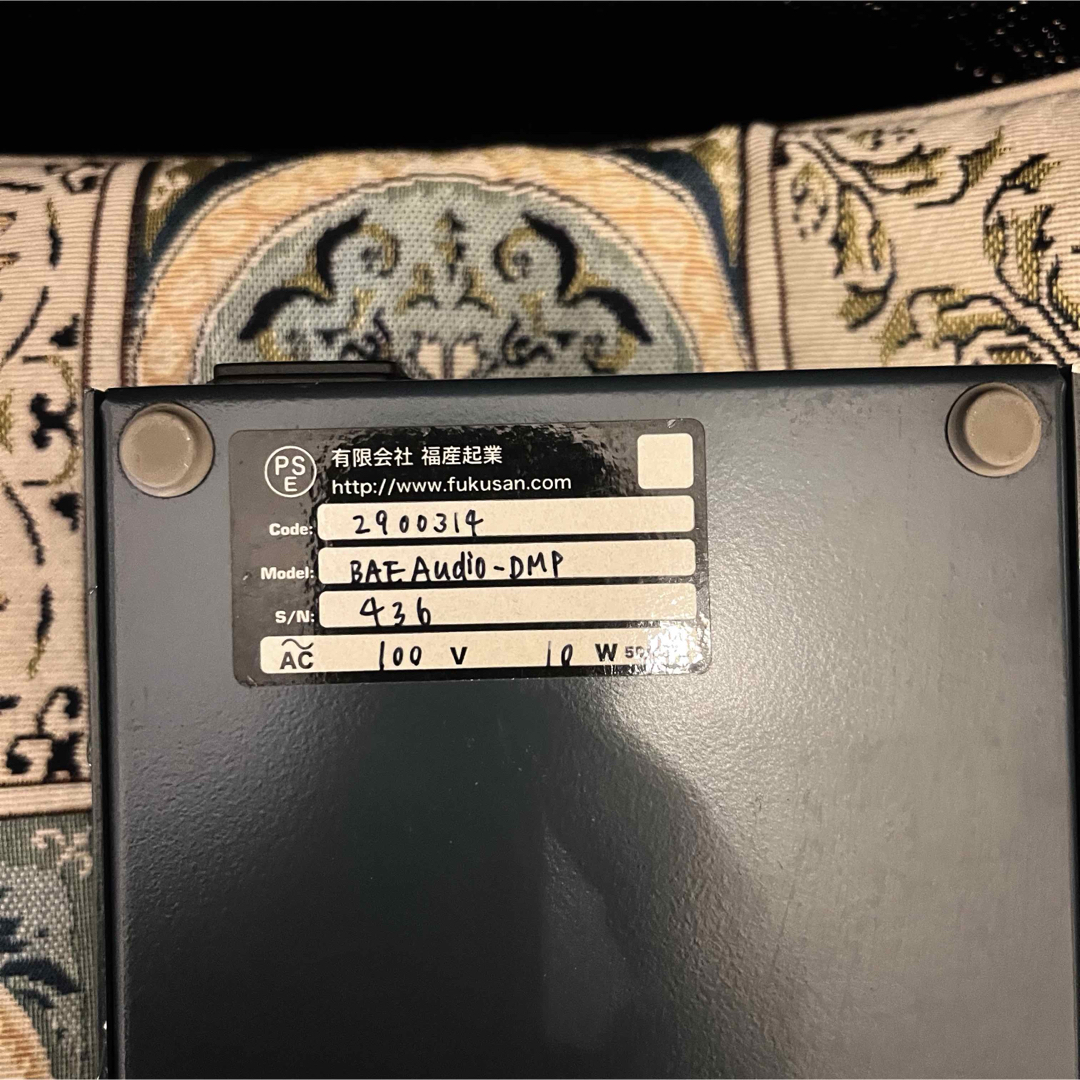 PS
E
有限会社 福産起業
http://www.fukusan.com
Code: 2900314
Model: BAE Audio-DMP
S/N: 436
AC 100 V 10 W